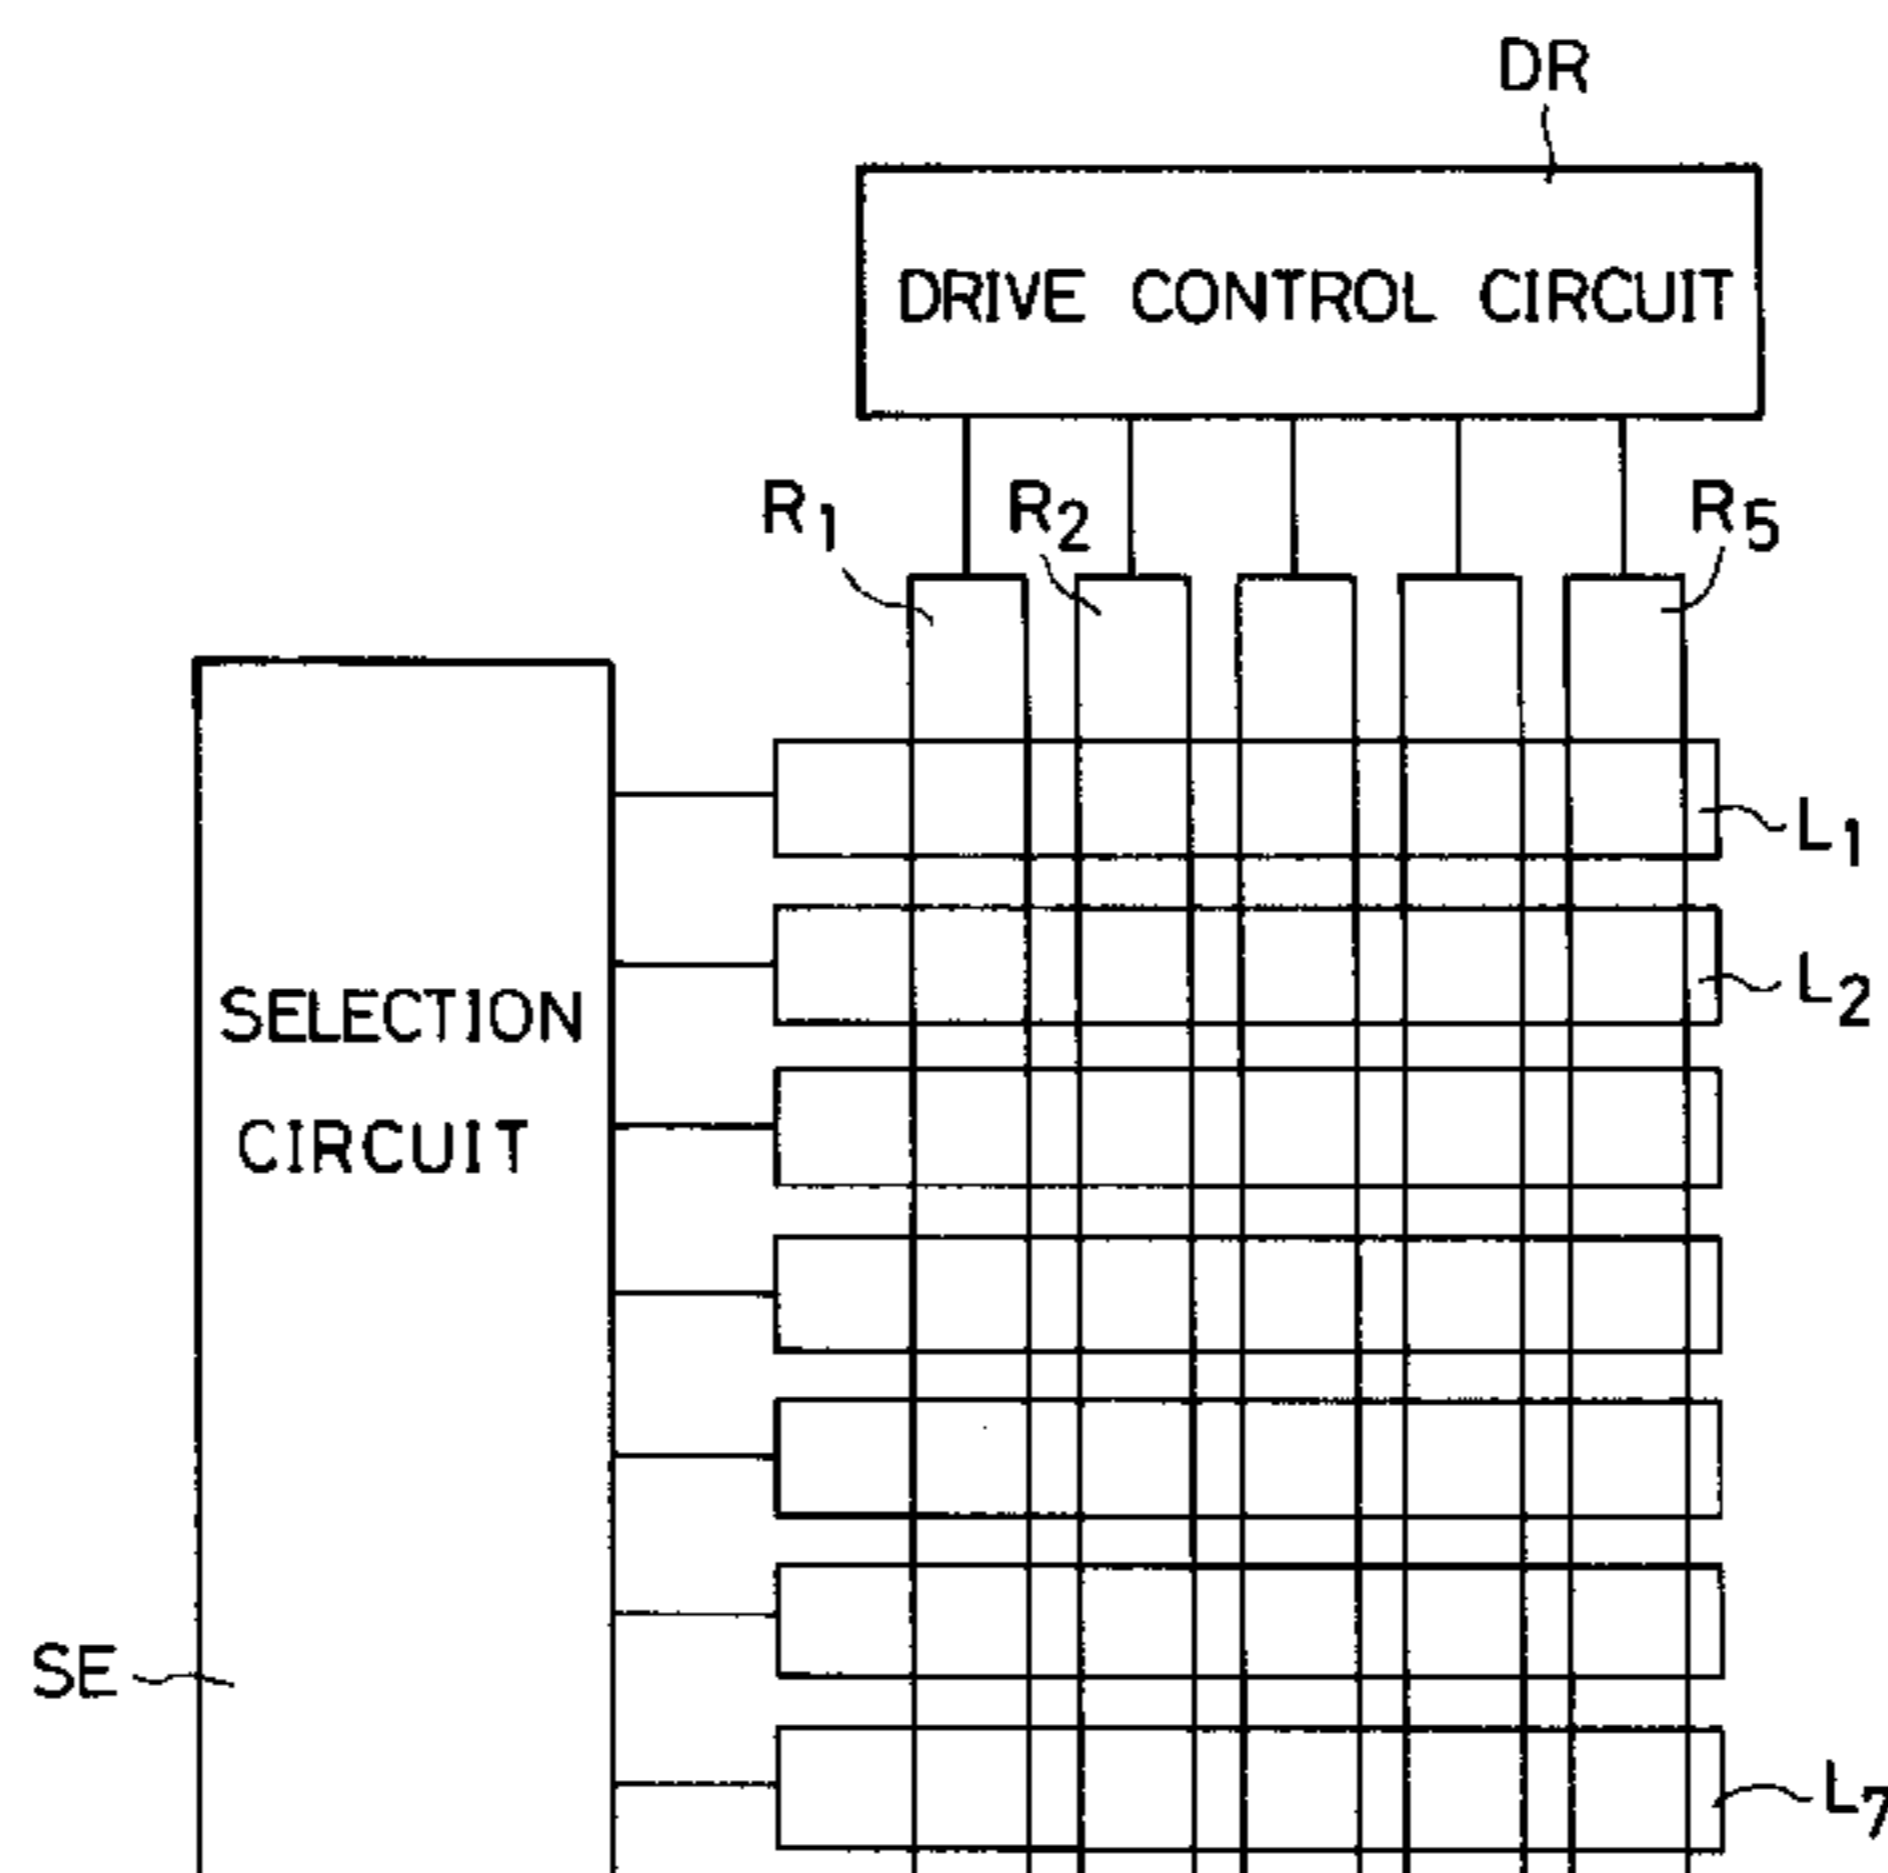 DR
DRIVE CONTROL CIRCUIT
R1 R2 R5
L1
L2
SELECTION
CIRCUIT
SE
L7